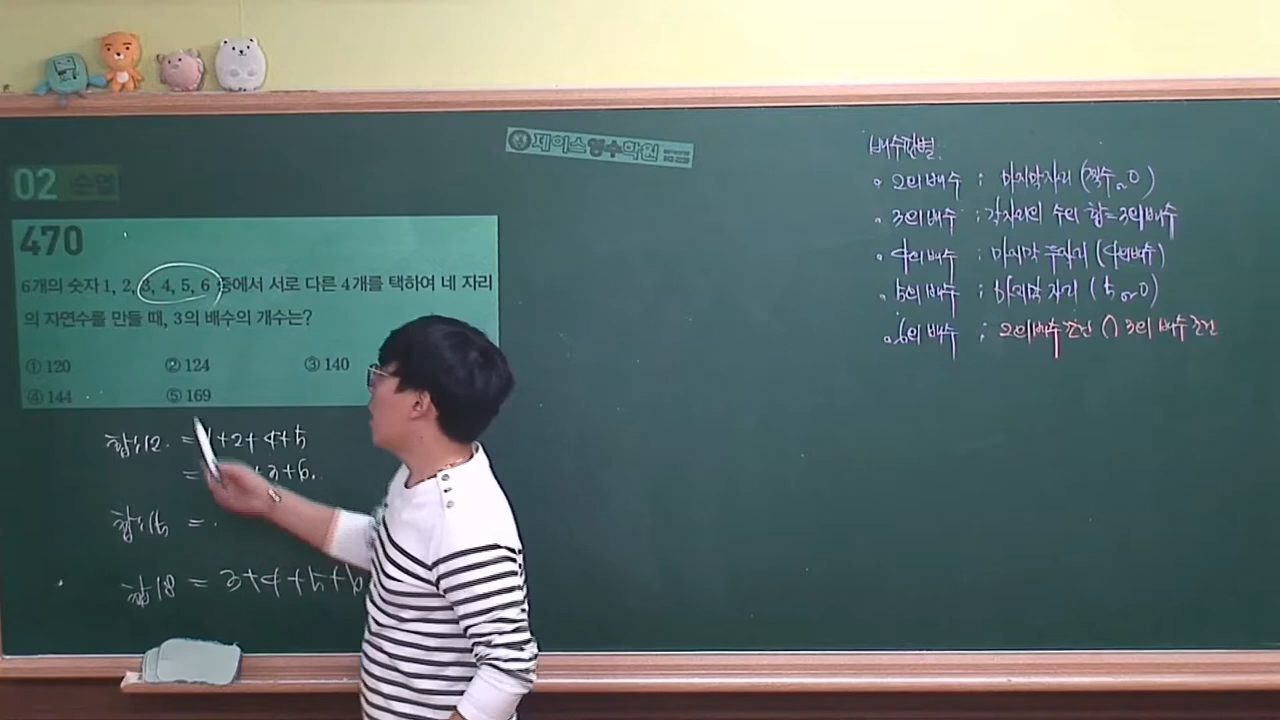 제이스영수학원
02 순열
470
6개의 숫자 1, 2, 3, 4, 5, 6 중에서 서로 다른 4개를 택하여 네 자리
의 자연수를 만들 때, 3의 배수의 개수는?
① 120 ② 124 ③ 140
④ 144 ⑤ 169
합:12. = 1+2+4+5
= +3+6.
합:15 =
합18 = 3+4+5+6
배수판별.
• 2의 배수 ; 마지막자리 (짝수 or 0)
• 3의 배수 ; 각자리의 수의 합=3의배수
• 4의 배수 ; 마지막 두자리 (4의배수)
• 5의 배수 ; 마지막 자리 (5 or 0)
• 6의 배수 ; 2의배수 조건 ∩ 3의 배수 조건